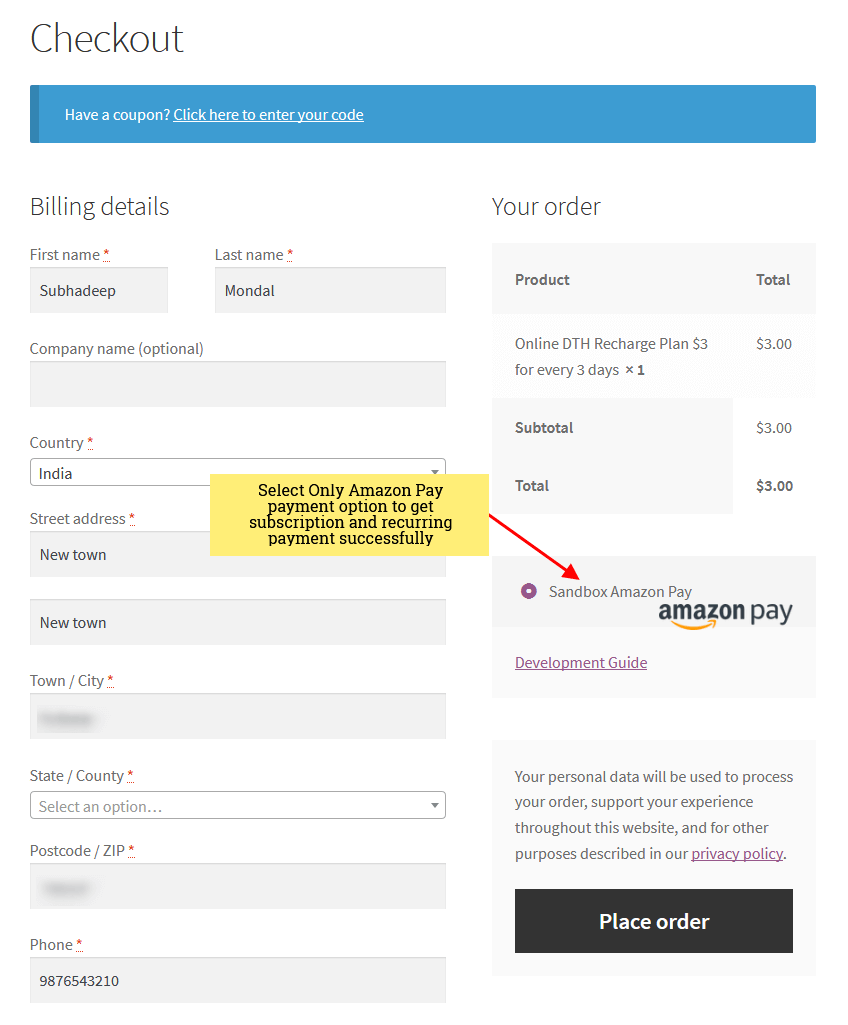 Checkout
Have a coupon? Click here to enter your code
Billing details
First name *
Last name *
Subhadeep
Mondal
Company name (optional)
Country *
India
Street address *
New town
New town
Town / City *
State / County *
Select an option...
Postcode / ZIP *
Phone *
9876543210
Select Only Amazon Pay
payment option to get
subscription and recurring
payment successfully
Your order
Product Total
Online DTH Recharge Plan $3 $3.00
for every 3 days × 1
Subtotal $3.00
Total $3.00
Sandbox Amazon Pay
amazon pay
Development Guide
Your personal data will be used to process
your order, support your experience
throughout this website, and for other
purposes described in our privacy policy.
Place order